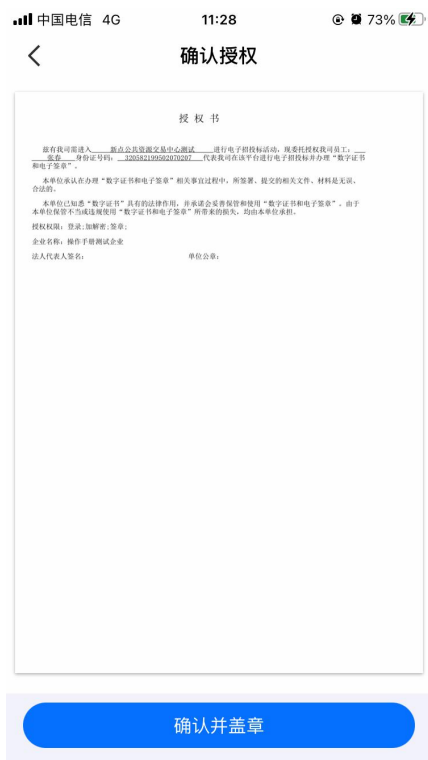 中国电信 4G 11:28 73%
确认授权
授 权 书
兹有我司需进入 新点公共资源交易中心测试 进行电子招投标活动，现委托授权我司员工：
张春 身份证号码： 320582199502070207 代表我司在该平台进行电子招投标并办理“数字证书
和电子签章”。
本单位承认在办理“数字证书和电子签章”相关事宜过程中，所签署、提交的相关文件、材料是无误、
合法的。
本单位已知悉“数字证书”具有的法律作用，并承诺会妥善保管和使用“数字证书和电子签章”。由于
本单位保管不当或违规使用“数字证书和电子签章”所带来的损失，均由本单位承担。
授权权限：登录;加解密;签章;
企业名称：操作手册测试企业
法人代表人签名： 单位公章：
确认并盖章